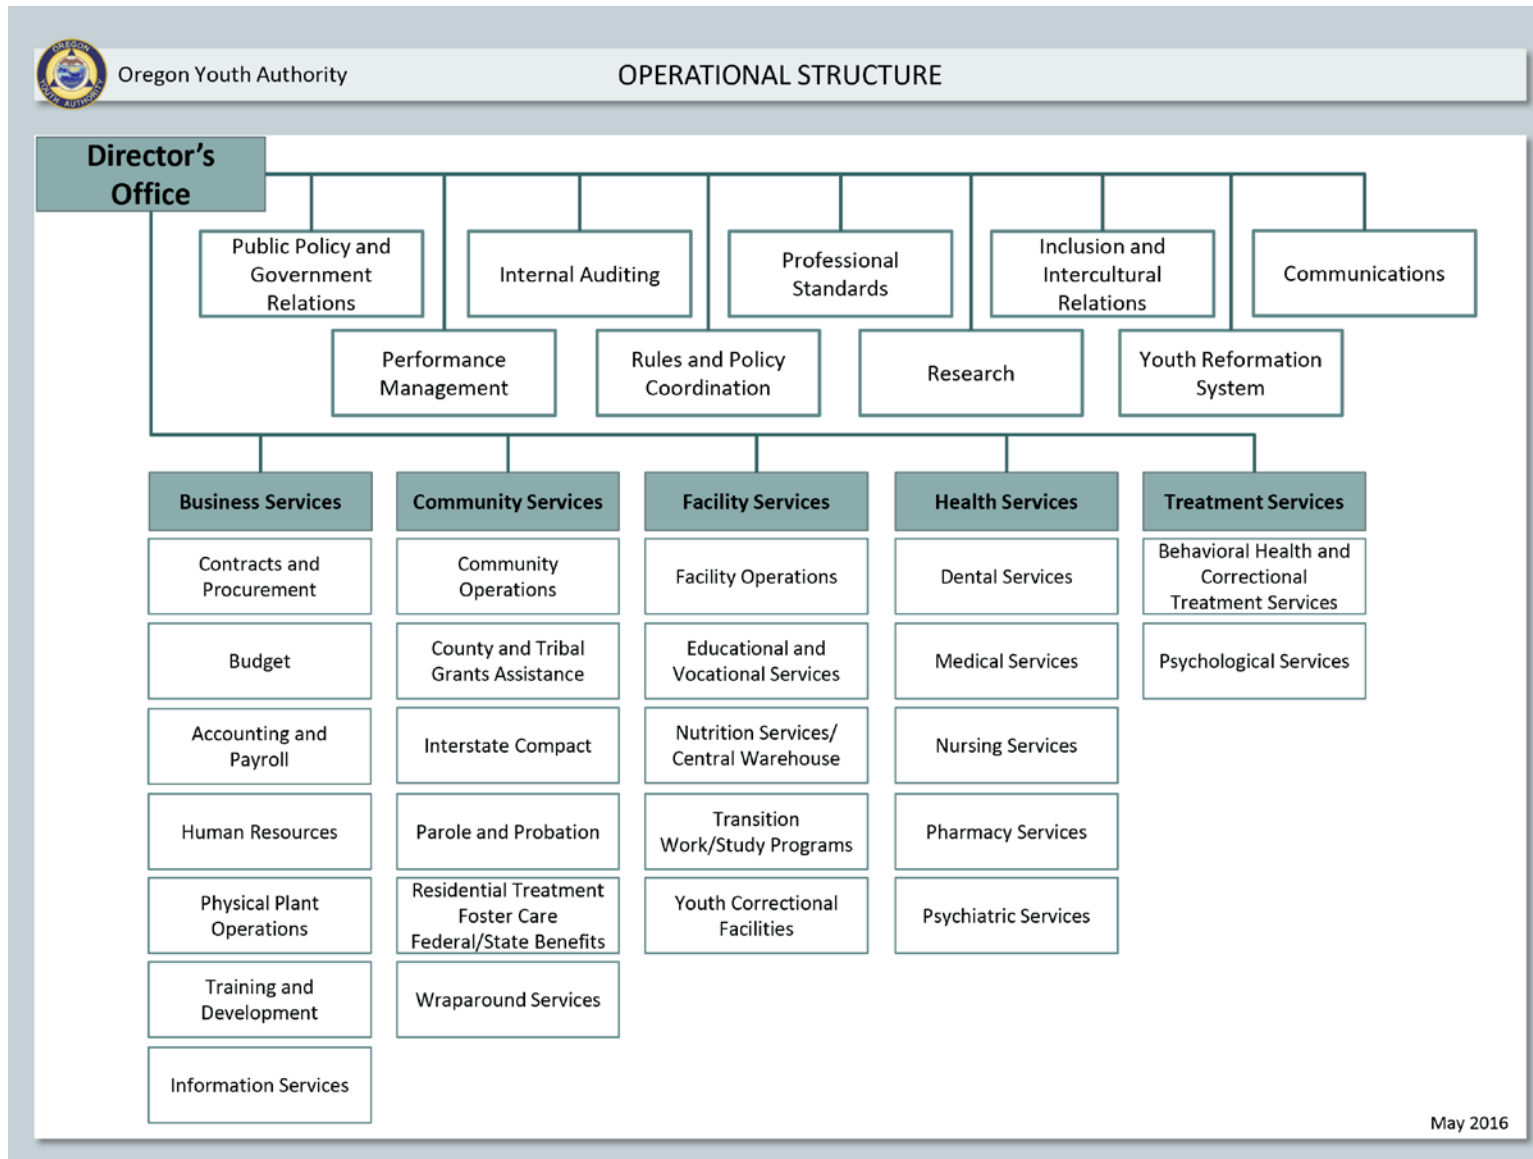 OREGON
YOUTH AUTHORITY
Oregon Youth Authority
OPERATIONAL STRUCTURE
Director's
Office
Public Policy and
Government
Relations
Internal Auditing
Professional
Standards
Inclusion and
Intercultural
Relations
Communications
Performance
Management
Rules and Policy
Coordination
Research
Youth Reformation
System
Business Services
Contracts and
Procurement
Budget
Accounting and
Payroll
Human Resources
Physical Plant
Operations
Training and
Development
Information Services
Community Services
Community
Operations
County and Tribal
Grants Assistance
Interstate Compact
Parole and Probation
Residential Treatment
Foster Care
Federal/State Benefits
Wraparound Services
Facility Services
Facility Operations
Educational and
Vocational Services
Nutrition Services/
Central Warehouse
Transition
Work/Study Programs
Youth Correctional
Facilities
Health Services
Dental Services
Medical Services
Nursing Services
Pharmacy Services
Psychiatric Services
Treatment Services
Behavioral Health and
Correctional
Treatment Services
Psychological Services
May 2016